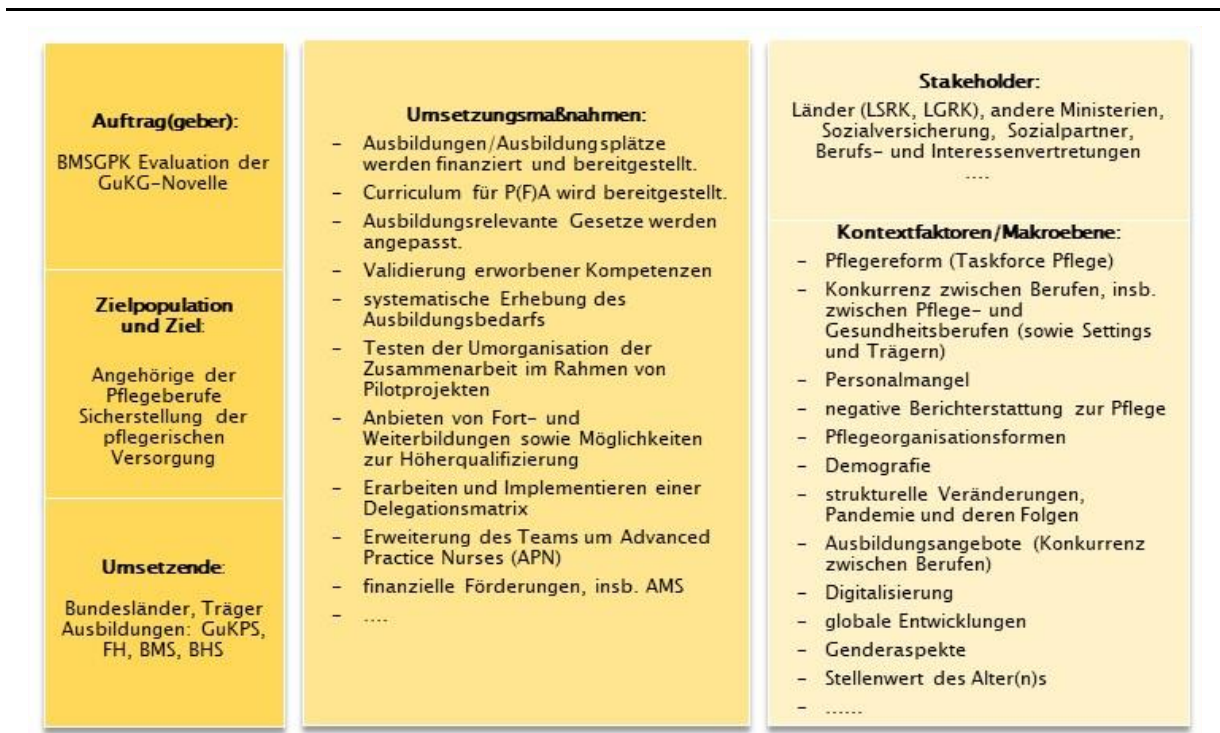 Auftrag(geber):
BMSGPK Evaluation der
GuKG-Novelle
Zielpopulation
und Ziel:
Angehörige der
Pflegeberufe
Sicherstellung der
pflegerischen
Versorgung
Umsetzende:
Bundesländer, Träger
Ausbildungen: GuKPS,
FH, BMS, BHS
Umsetzungsmaßnahmen:
– Ausbildungen/Ausbildungsplätze
werden finanziert und bereitgestellt.
– Curriculum für P(F)A wird bereitgestellt.
– Ausbildungsrelevante Gesetze werden
angepasst.
– Validierung erworbener Kompetenzen
– systematische Erhebung des
Ausbildungsbedarfs
– Testen der Umorganisation der
Zusammenarbeit im Rahmen von
Pilotprojekten
– Anbieten von Fort- und
Weiterbildungen sowie Möglichkeiten
zur Höherqualifizierung
– Erarbeiten und Implementieren einer
Delegationsmatrix
– Erweiterung des Teams um Advanced
Practice Nurses (APN)
– finanzielle Förderungen, insb. AMS
– ....
Stakeholder:
Länder (LSRK, LGRK), andere Ministerien,
Sozialversicherung, Sozialpartner,
Berufs- und Interessenvertretungen
....
Kontextfaktoren/Makroebene:
– Pflegereform (Taskforce Pflege)
– Konkurrenz zwischen Berufen, insb.
zwischen Pflege- und
Gesundheitsberufen (sowie Settings
und Trägern)
– Personalmangel
– negative Berichterstattung zur Pflege
– Pflegeorganisationsformen
– Demografie
– strukturelle Veränderungen,
Pandemie und deren Folgen
– Ausbildungsangebote (Konkurrenz
zwischen Berufen)
– Digitalisierung
– globale Entwicklungen
– Genderaspekte
– Stellenwert des Alter(n)s
– ......